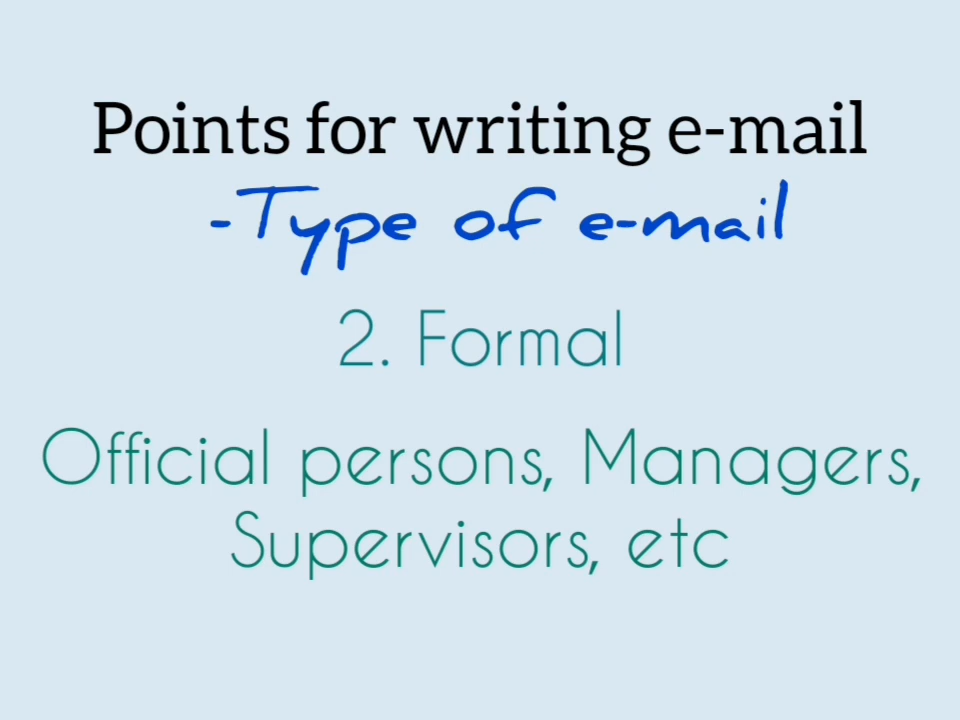 Points for writing e-mail
-Type of e-mail
2. Formal
Official persons, Managers,
Supervisors, etc